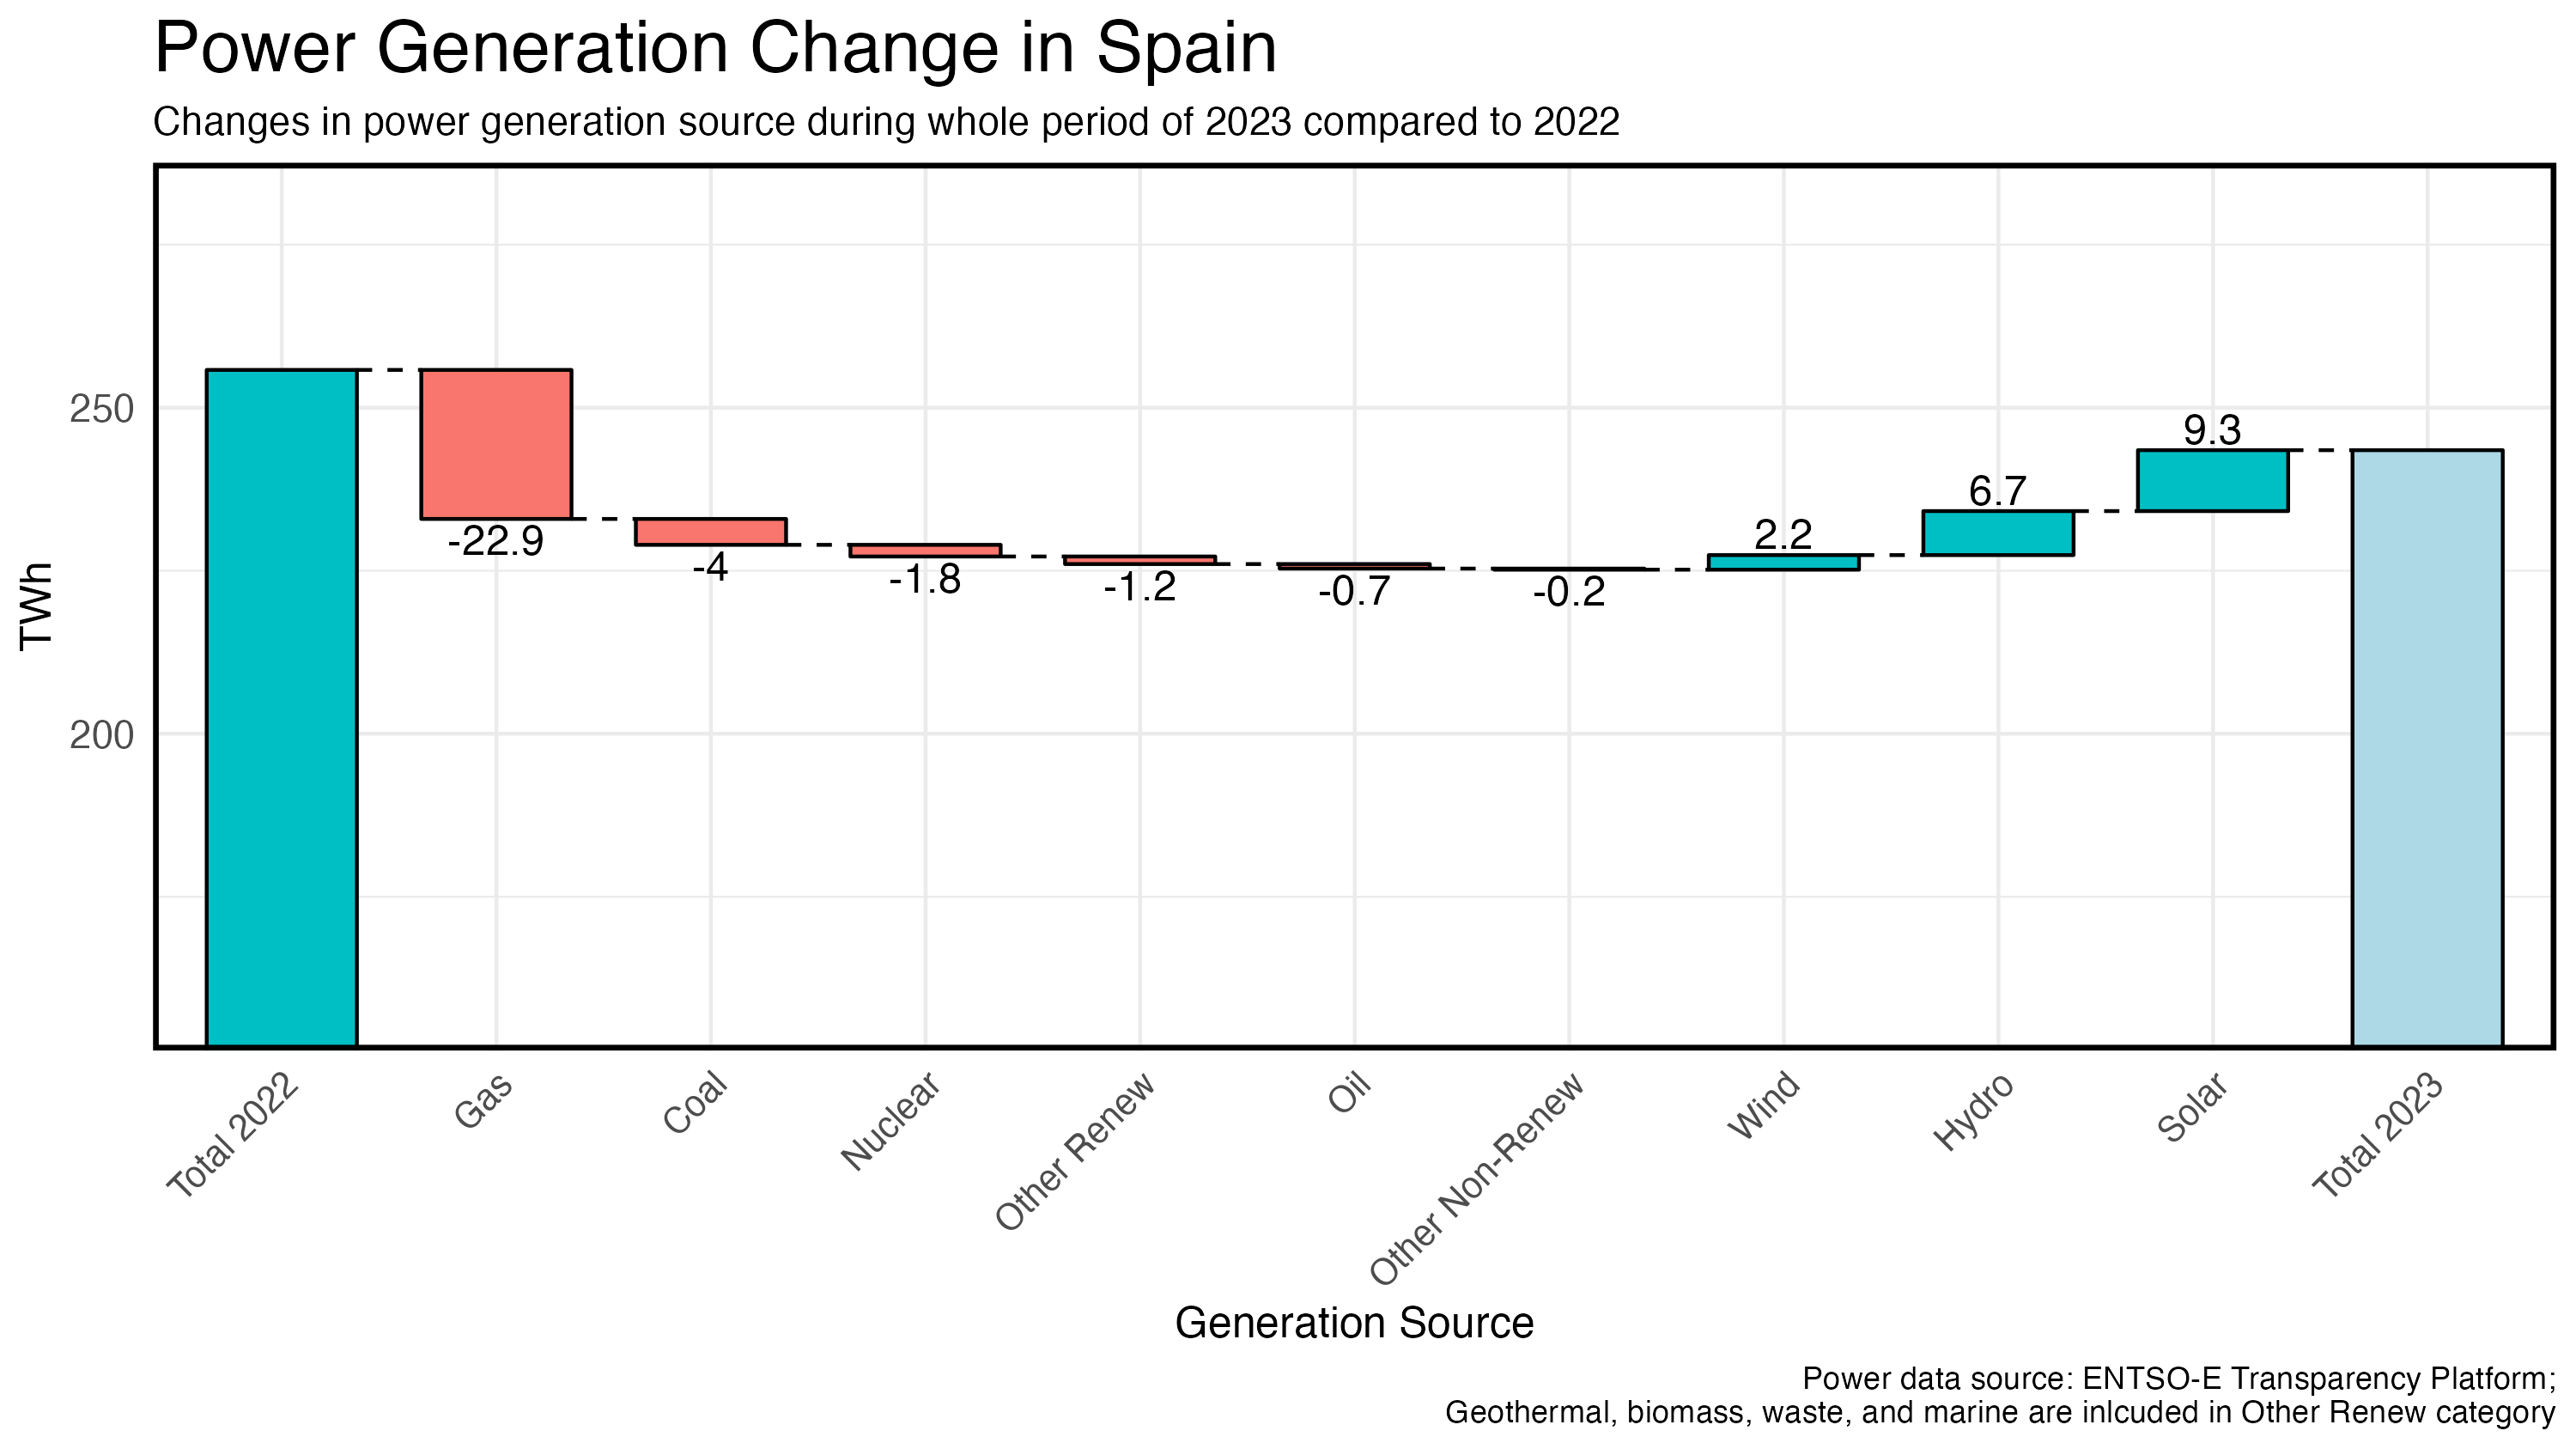 Power Generation Change in Spain
Changes in power generation source during whole period of 2023 compared to 2022
TWh
250
200
-22.9
-4
-1.8
-1.2
-0.7
-0.2
2.2
6.7
9.3
Total 2022
Gas
Coal
Nuclear
Other Renew
Oil
Other Non-Renew
Wind
Hydro
Solar
Total 2023
Generation Source
Power data source: ENTSO-E Transparency Platform;
Geothermal, biomass, waste, and marine are inlcuded in Other Renew category